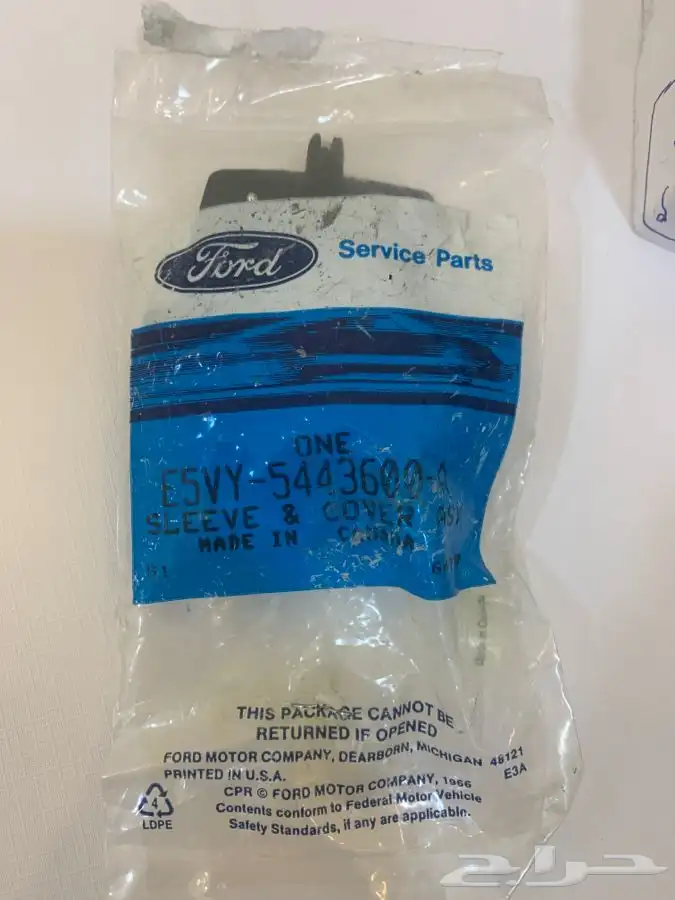 Ford
Service Parts
ONE
E5VY-5443600-A
SLEEVE & COVER ASY
MADE IN CANADA
THIS PACKAGE CANNOT BE
RETURNED IF OPENED
FORD MOTOR COMPANY, DEARBORN, MICHIGAN 48121
PRINTED IN U.S.A.
E3A
CPR © FORD MOTOR COMPANY, 1966
Contents conform to Federal Motor Vehicle
Safety Standards, if any are applicable.
4
LDPE
حراج